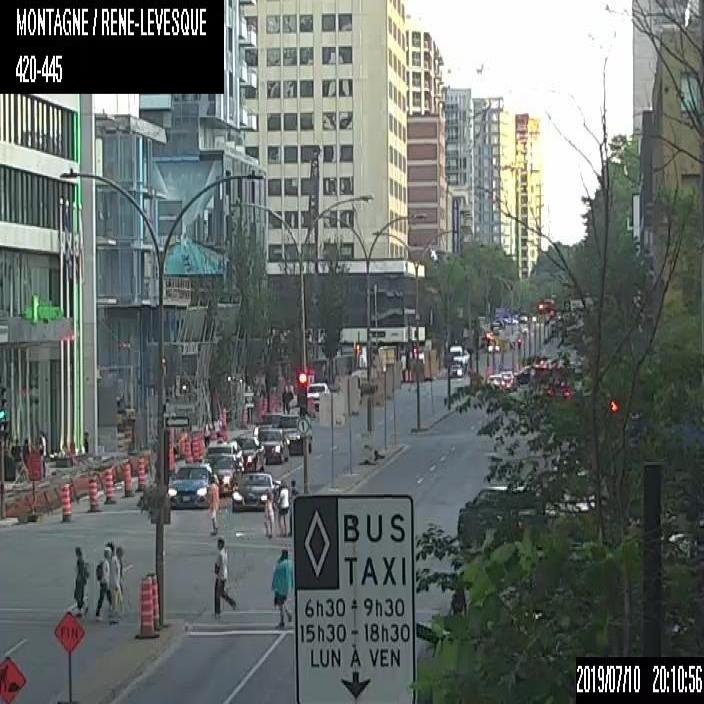 MONTAGNE / RENE-LEVESQUE
420-445
BUS
TAXI
6h30 - 9h30
15h30 - 18h30
LUN À VEN
FIN
2019/07/10 20:10:56